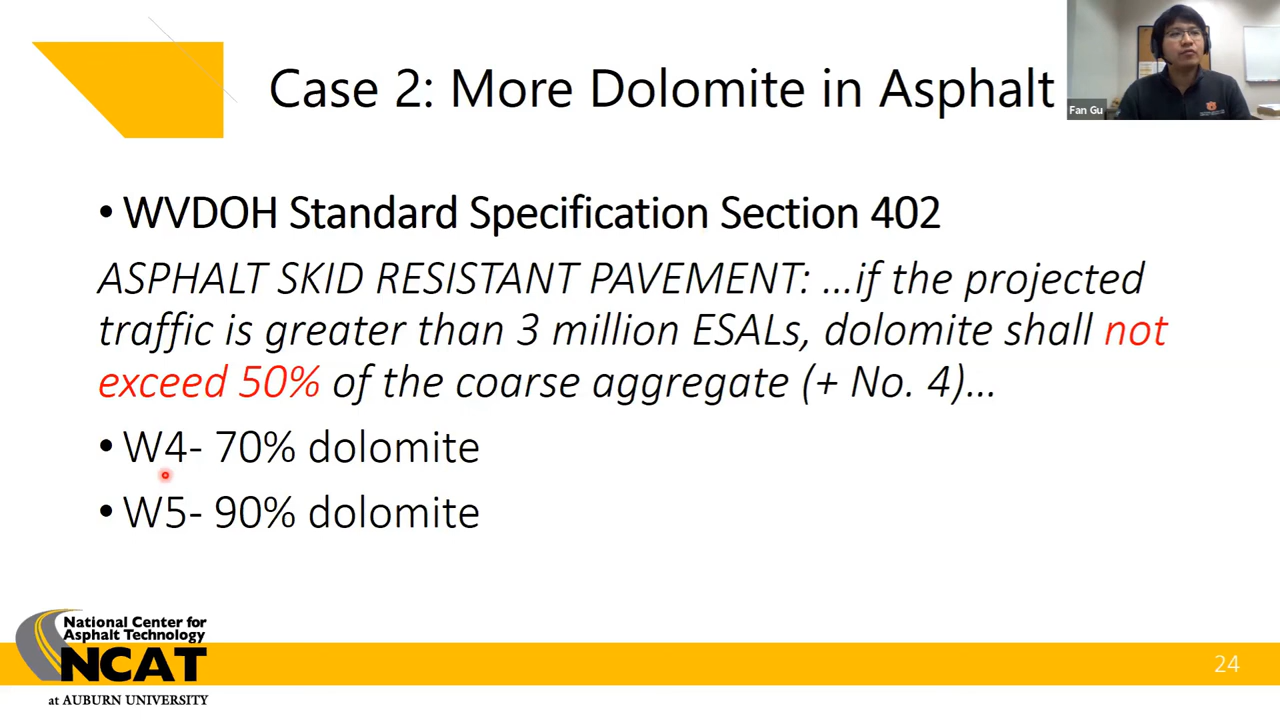 Case 2: More Dolomite in Asphalt
Fan Gu
• WVDOH Standard Specification Section 402
ASPHALT SKID RESISTANT PAVEMENT: …if the projected
traffic is greater than 3 million ESALs, dolomite shall not
exceed 50% of the coarse aggregate (+ No. 4)…
• W4- 70% dolomite
• W5- 90% dolomite
National Center for
Asphalt Technology
NCAT
at AUBURN UNIVERSITY
24